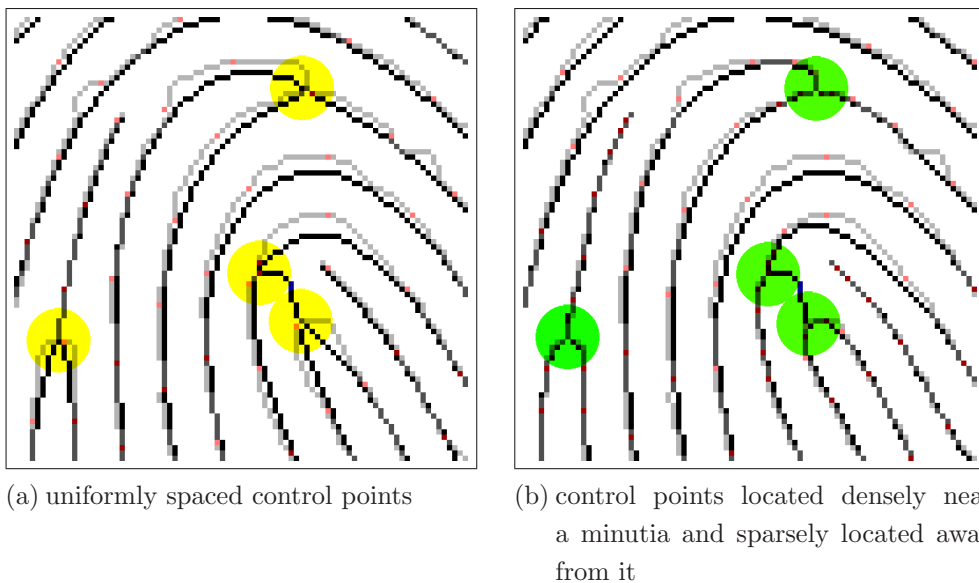 (a) uniformly spaced control points
(b) control points located densely nea
a minutia and sparsely located awa
from it